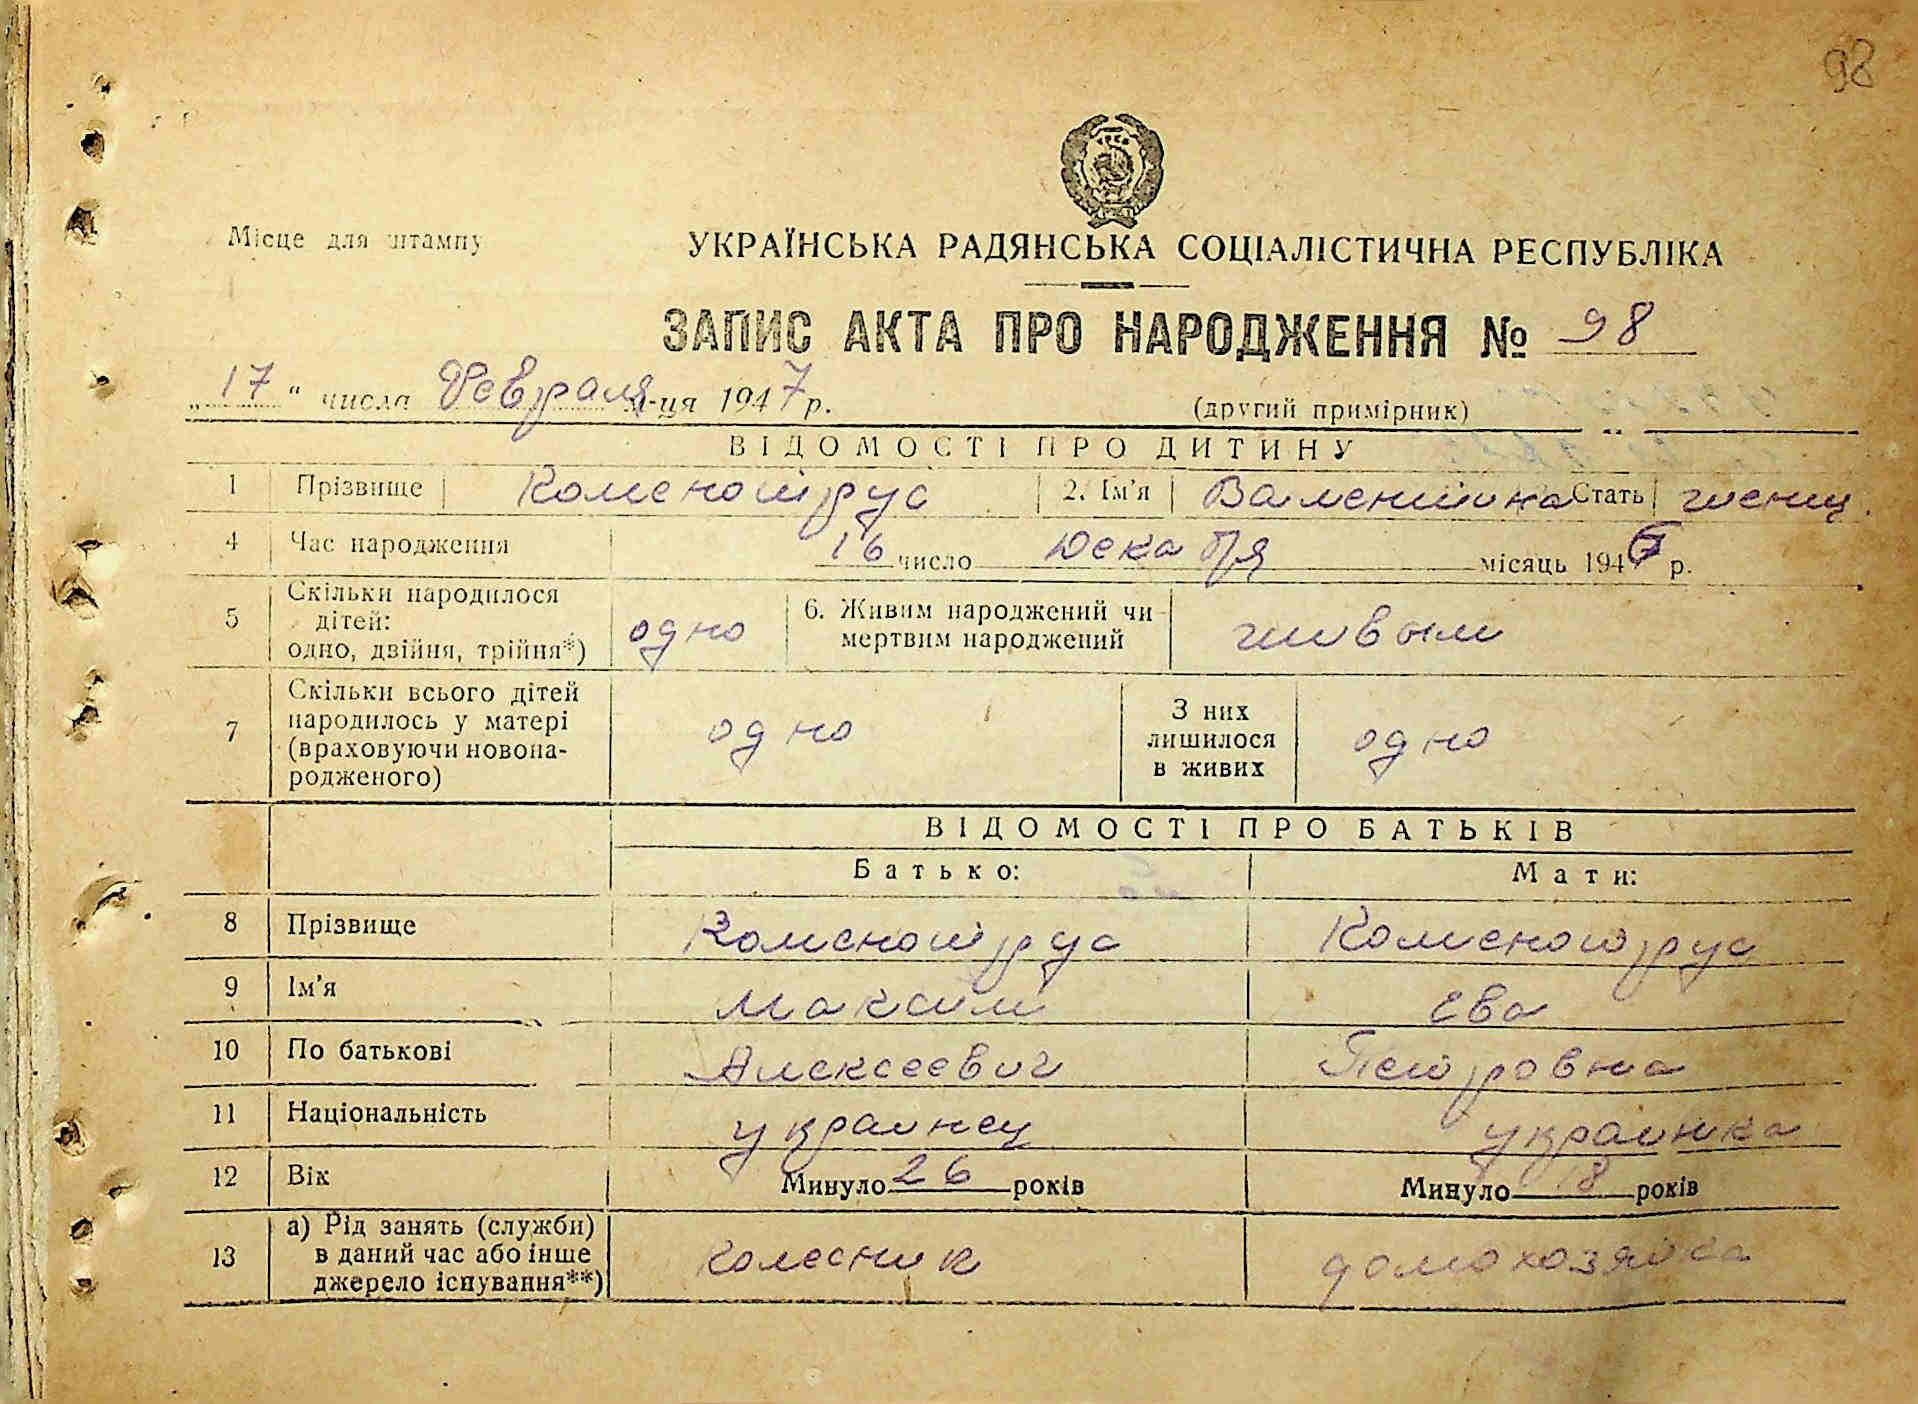 98
Місце для штампу
УКРАЇНСЬКА РАДЯНСЬКА СОЦІАЛІСТИЧНА РЕСПУБЛІКА
ЗАПИС АКТА ПРО НАРОДЖЕННЯ № 98
„17“ числа Февраля м-ця 1947 р. (другий примірник)
ВІДОМОСТІ ПРО ДИТИНУ
1 Прізвище Коменотрус 2. Ім'я Валентина Стать женщ.
4 Час народження 16 число Декабря місяць 1946 р.
5 Скільки народилося дітей: одно, двійня, трійня*) одно 6. Живим народжений чи мертвим народжений живым
7 Скільки всього дітей народилось у матері (враховуючи новонародженого) одно З них лишилося в живих одно
ВІДОМОСТІ ПРО БАТЬКІВ
Батько: Мати:
8 Прізвище Коменотрус Коменотрус
9 Ім'я Максим Ева
10 По батькові Алексеевич Петровна
11 Національність украинец украинка
12 Вік Минуло 26 років Минуло 18 років
13 а) Рід занять (служби) в даний час або інше джерело існування**) колесник домохозяйка